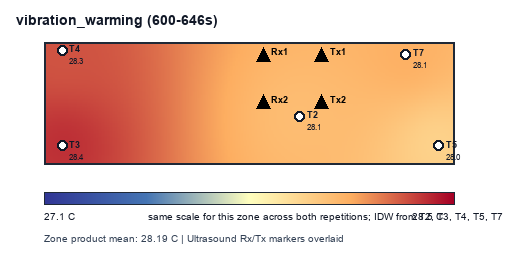 vibration_warming (600-646s)
T4
28.3
Rx1
Tx1
T7
28.1
Rx2
Tx2
T2
28.1
T3
28.4
T5
28.0
27.1 C
same scale for this zone across both repetitions; IDW from T2, T3, T4, T5, T7
Zone product mean: 28.19 C | Ultrasound Rx/Tx markers overlaid